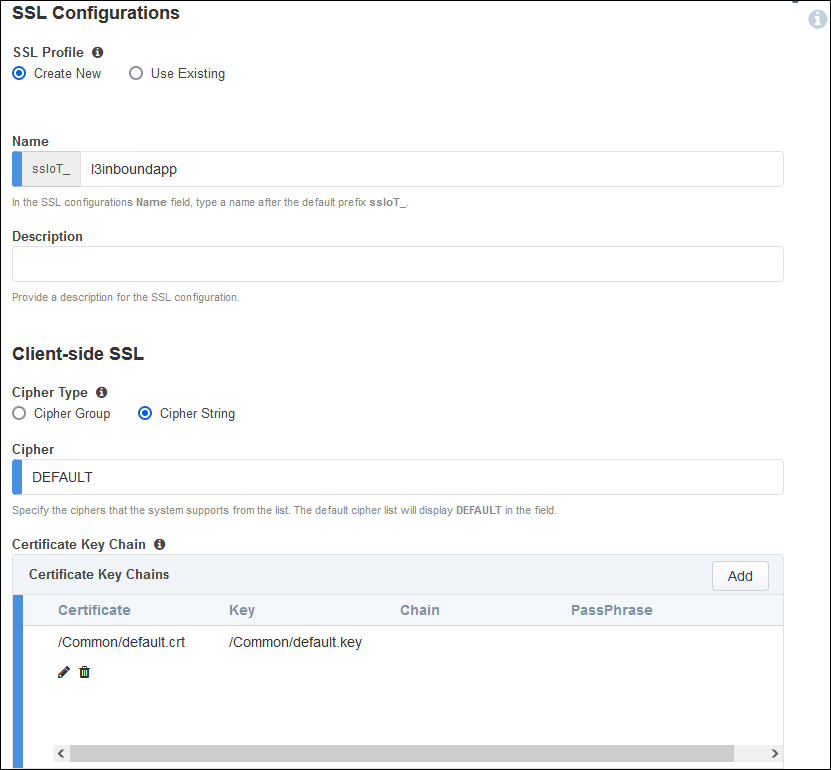 SSL Configurations
SSL Profile
Create New Use Existing
Name
ssloT_ l3inboundapp
In the SSL configurations Name field, type a name after the default prefix ssloT_.
Description
Provide a description for the SSL configuration.
Client-side SSL
Cipher Type
Cipher Group Cipher String
Cipher
DEFAULT
Specify the ciphers that the system supports from the list. The default cipher list will display DEFAULT in the field.
Certificate Key Chain
Certificate Key Chains Add
Certificate Key Chain PassPhrase
/Common/default.crt /Common/default.key